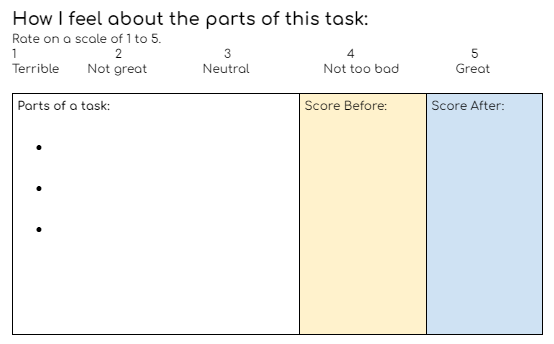 How I feel about the parts of this task:
Rate on a scale of 1 to 5.
1 2 3 4 5
Terrible Not great Neutral Not too bad Great
Parts of a task: Score Before: Score After: